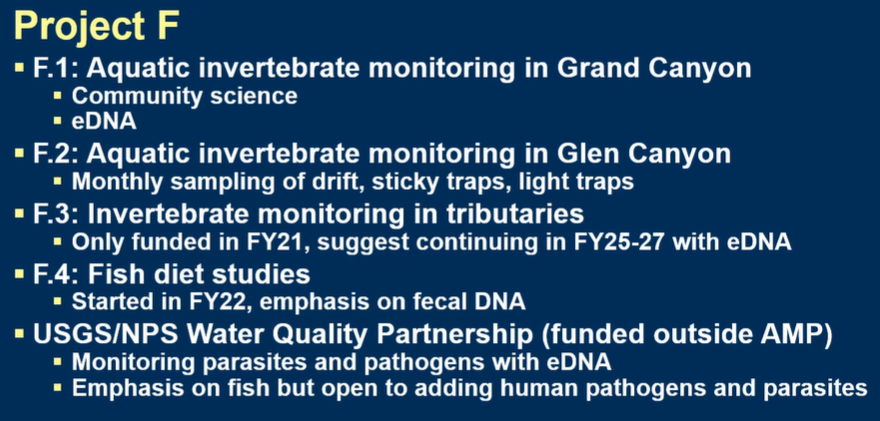 Project F
▪ F.1: Aquatic invertebrate monitoring in Grand Canyon
▪ Community science
▪ eDNA
▪ F.2: Aquatic invertebrate monitoring in Glen Canyon
▪ Monthly sampling of drift, sticky traps, light traps
▪ F.3: Invertebrate monitoring in tributaries
▪ Only funded in FY21, suggest continuing in FY25-27 with eDNA
▪ F.4: Fish diet studies
▪ Started in FY22, emphasis on fecal DNA
▪ USGS/NPS Water Quality Partnership (funded outside AMP)
▪ Monitoring parasites and pathogens with eDNA
▪ Emphasis on fish but open to adding human pathogens and parasites